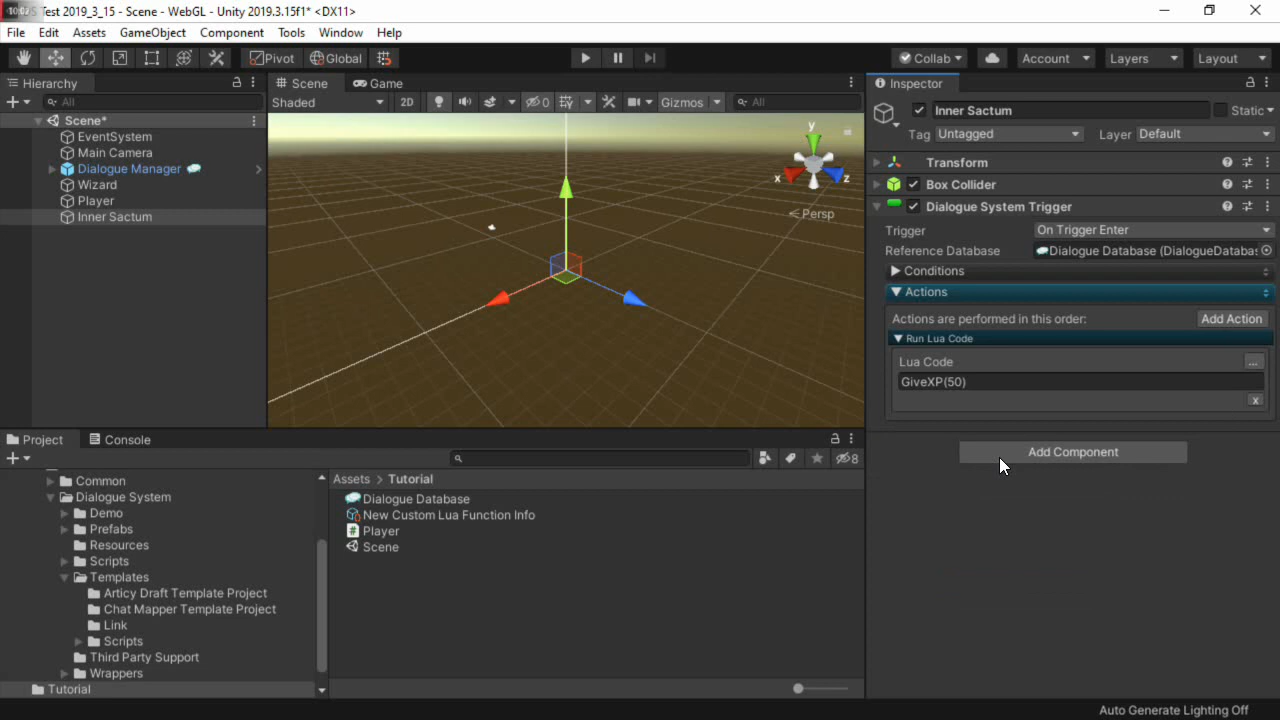 Test 2019_3_15 - Scene - WebGL - Unity 2019.3.15f1* <DX11>
File Edit Assets GameObject Component Tools Window Help
Pivot Global Collab Account Layers Layout
Hierarchy
All
Scene*
EventSystem
Main Camera
Dialogue Manager
Wizard
Player
Inner Sactum
Scene Game
Shaded 2D 0 Gizmos All
y
x
z
Persp
Inspector
Inner Sactum Static
Tag Untagged Layer Default
Transform
Box Collider
Dialogue System Trigger
Trigger On Trigger Enter
Reference Database Dialogue Database (DialogueDatabas
Conditions
Actions
Actions are performed in this order: Add Action
Run Lua Code
Lua Code ...
GiveXP(50)
x
Add Component
Project Console
8
Common
Dialogue System
Demo
Prefabs
Resources
Scripts
Templates
Articy Draft Template Project
Chat Mapper Template Project
Link
Scripts
Third Party Support
Wrappers
Tutorial
Assets > Tutorial
Dialogue Database
New Custom Lua Function Info
Player
Scene
Auto Generate Lighting Off